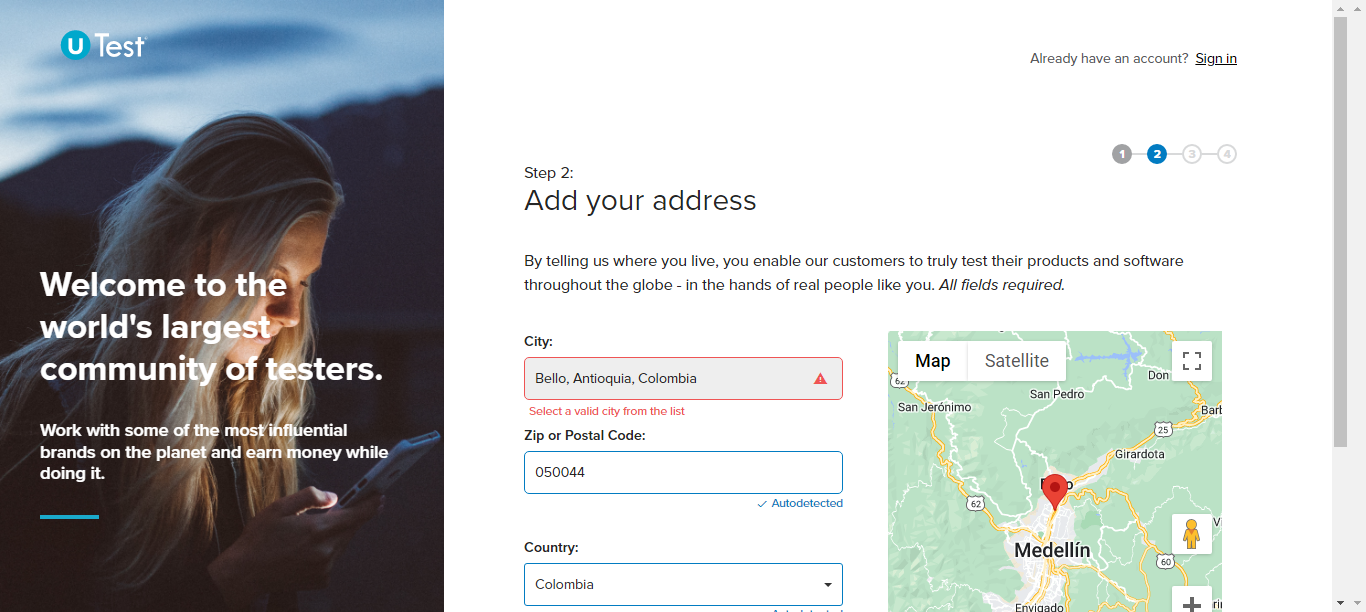 U Test
Already have an account? Sign in
1 2 3 4
Step 2:
Add your address
By telling us where you live, you enable our customers to truly test their products and software
throughout the globe - in the hands of real people like you. All fields required.
Welcome to the
world's largest
community of testers.
Work with some of the most influential
brands on the planet and earn money while
doing it.
City:
Bello, Antioquia, Colombia
Select a valid city from the list
Zip or Postal Code:
050044
Autodetected
Country:
Colombia
Map Satellite
Don
62
San Pedro
San Jerónimo
Barb
25
Girardota
62
Medellín
60
Envigado